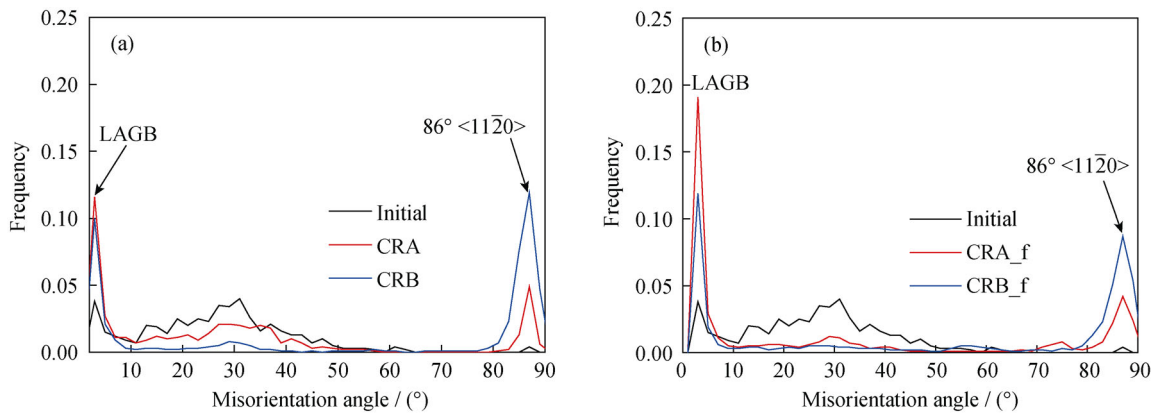 0.25
(a)
0.20
LAGB
86° <112̄0>
0.15
Frequency
0.10
Initial
CRA
0.05
CRB
0.00
10 20 30 40 50 60 70 80 90
Misorientation angle / (°)
0.25
(b)
LAGB
0.20
0.15
86° <112̄0>
Frequency
0.10
Initial
CRA_f
0.05
CRB_f
0.00
0 10 20 30 40 50 60 70 80 90
Misorientation angle / (°)